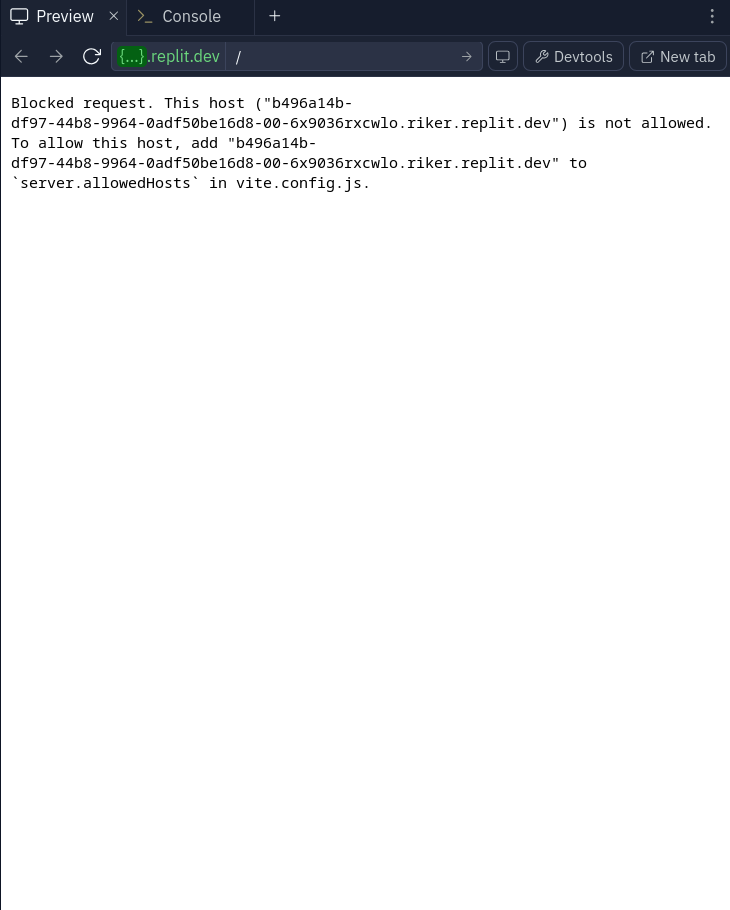 Preview
Console
{...}.replit.dev
/
Devtools
New tab
Blocked request. This host ("b496a14b-
df97-44b8-9964-0adf50be16d8-00-6x9036rxcwlo.riker.replit.dev") is not allowed.
To allow this host, add "b496a14b-
df97-44b8-9964-0adf50be16d8-00-6x9036rxcwlo.riker.replit.dev" to
`server.allowedHosts` in vite.config.js.